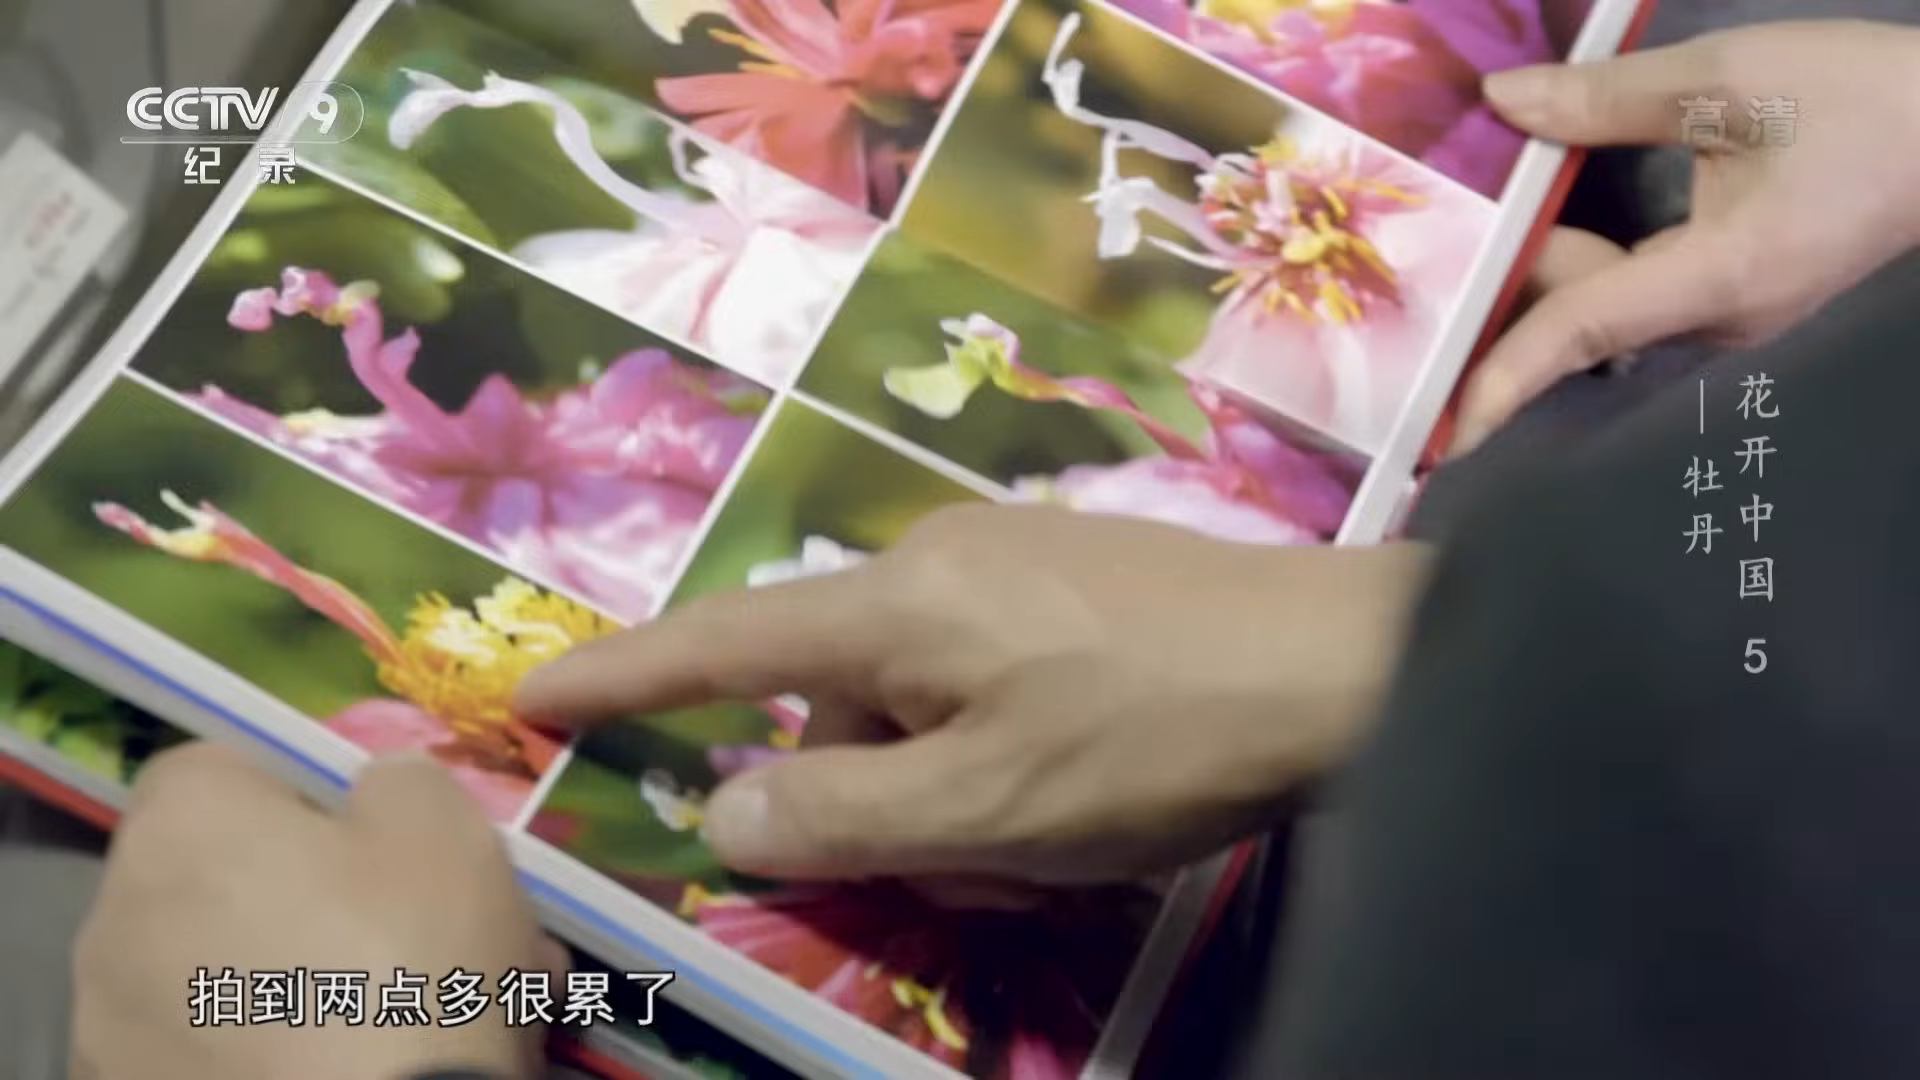 CCTV 9
纪录
高清
花开中国 5
—牡丹
拍到两点多很累了